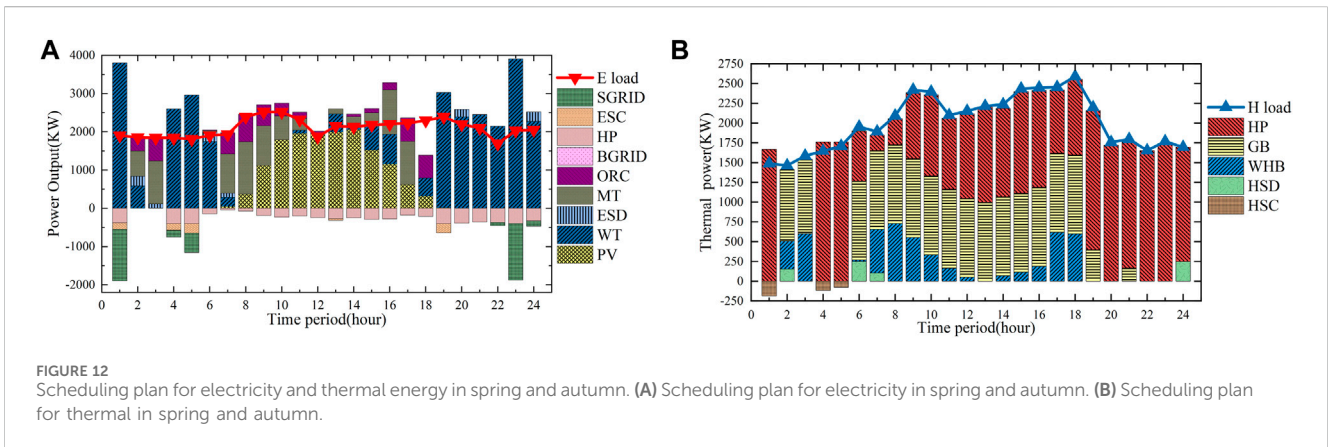 A
Power Output(KW)
4000
3000
2000
1000
0
-1000
-2000
0 2 4 6 8 10 12 14 16 18 20 22 24
Time period(hour)
E load
SGRID
ESC
HP
BGRID
ORC
MT
ESD
WT
PV
B
Thermal power(KW)
2750
2500
2250
2000
1750
1500
1250
1000
750
500
250
0
-250
0 2 4 6 8 10 12 14 16 18 20 22 24
Time period(hour)
H load
HP
GB
WHB
HSD
HSC
FIGURE 12
Scheduling plan for electricity and thermal energy in spring and autumn. (A) Scheduling plan for electricity in spring and autumn. (B) Scheduling plan
for thermal in spring and autumn.